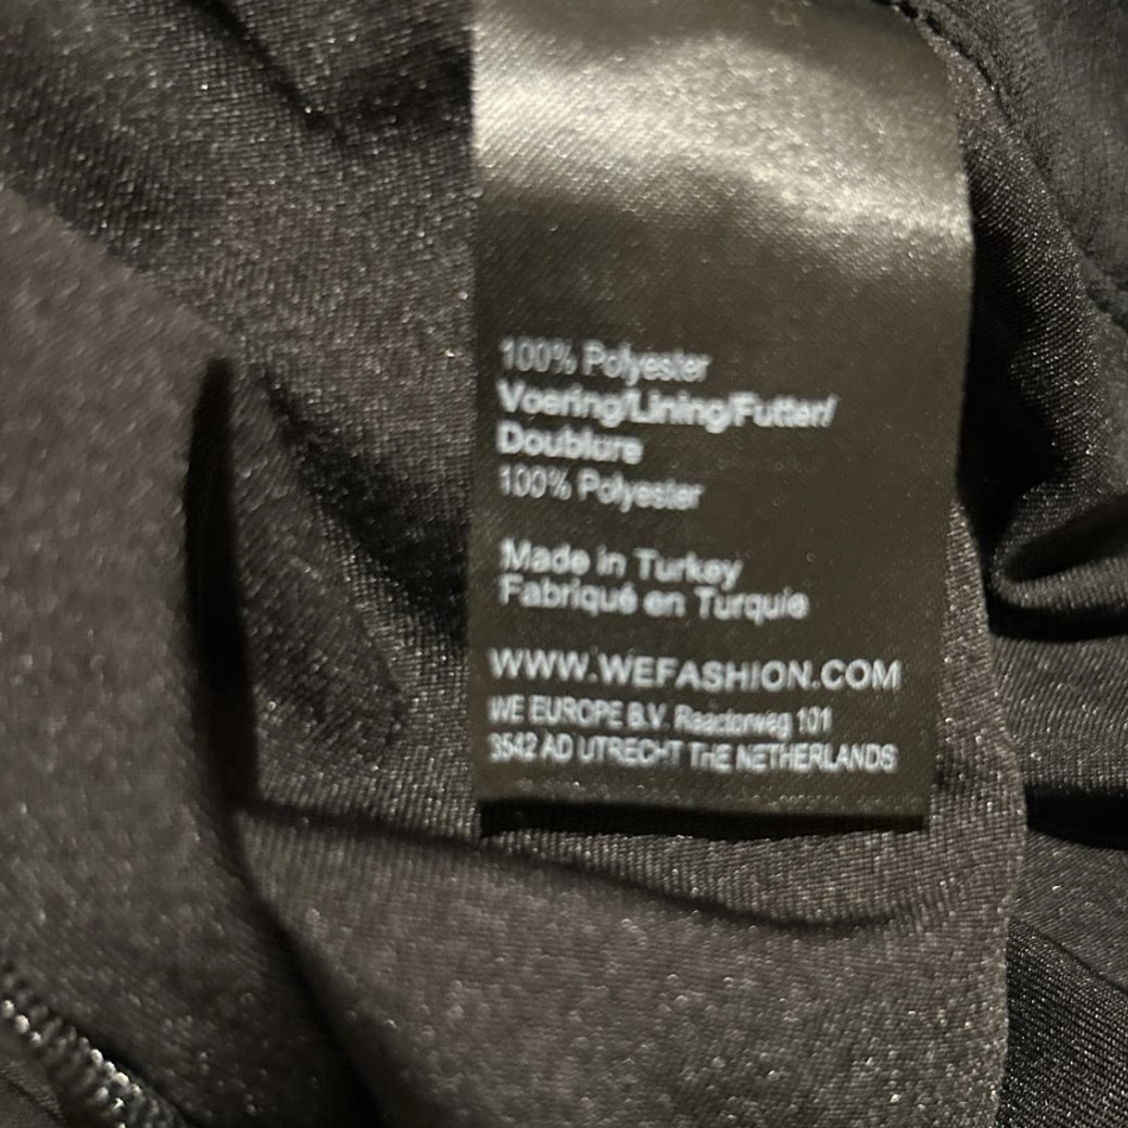 100% Polyester
Voering/Lining/Futter/
Doublure
100% Polyester
Made in Turkey
Fabriqué en Turquie
WWW.WEFASHION.COM
WE EUROPE B.V. Reactorweg 101
3542 AD UTRECHT THE NETHERLANDS